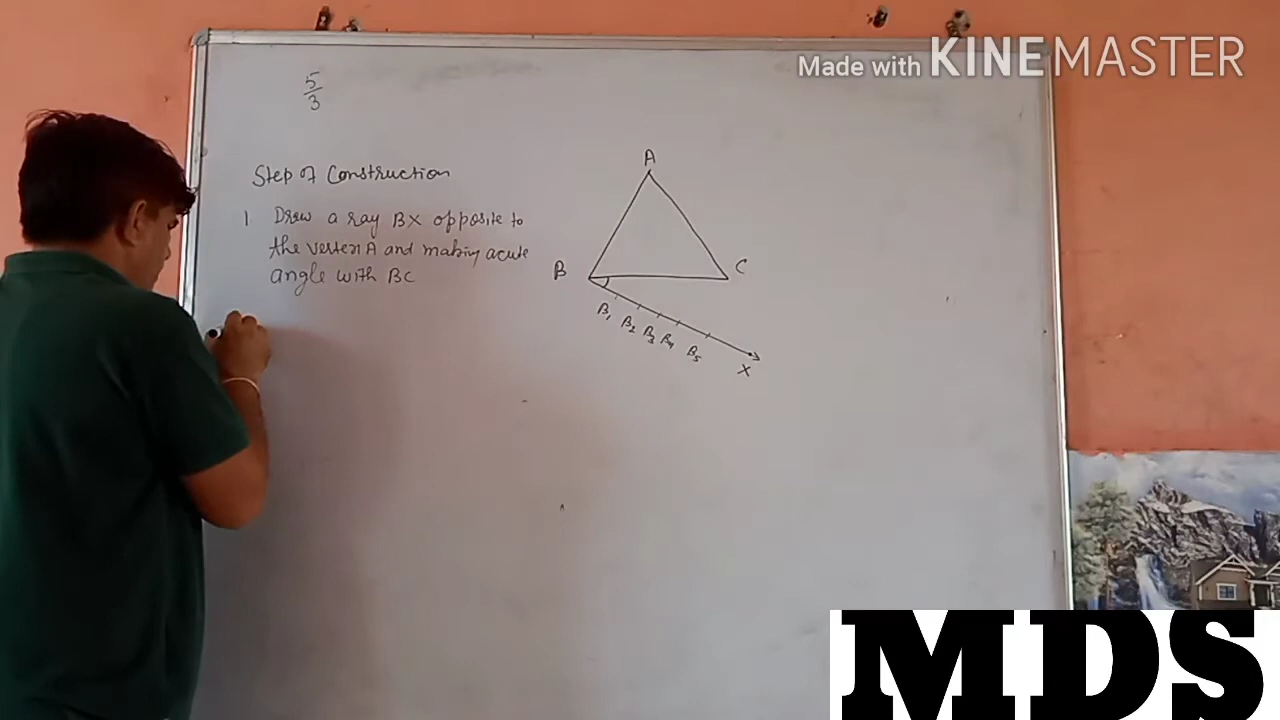 Made with KINEMASTER
5
3
Step of Construction
1 Draw a ray BX opposite to
the vertex A and making acute
angle with BC
A
B
C
B1 B2 B3 B4 B5
X
MDS